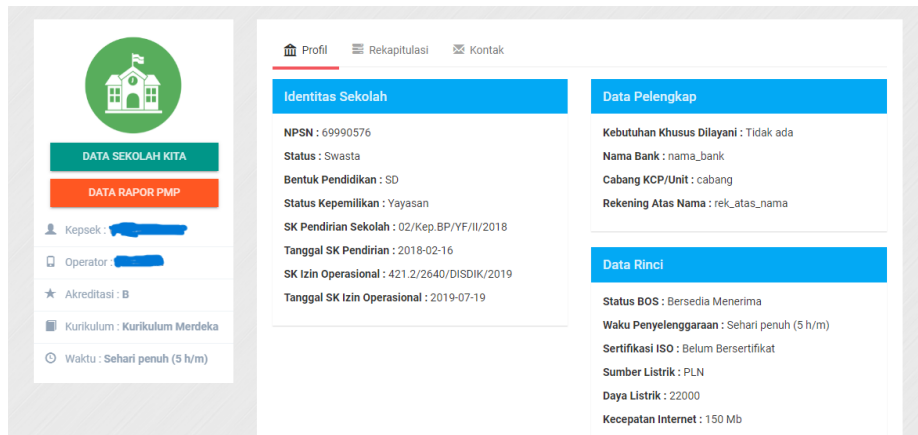 DATA SEKOLAH KITA
DATA RAPOR PMP
Kepsek :
Operator :
Akreditasi : B
Kurikulum : Kurikulum Merdeka
Waktu : Sehari penuh (5 h/m)
Profil
Rekapitulasi
Kontak
Identitas Sekolah
NPSN : 69990576
Status : Swasta
Bentuk Pendidikan : SD
Status Kepemilikan : Yayasan
SK Pendirian Sekolah : 02/Kep.BP/YF/II/2018
Tanggal SK Pendirian : 2018-02-16
SK Izin Operasional : 421.2/2640/DISDIK/2019
Tanggal SK Izin Operasional : 2019-07-19
Data Pelengkap
Kebutuhan Khusus Dilayani : Tidak ada
Nama Bank : nama_bank
Cabang KCP/Unit : cabang
Rekening Atas Nama : rek_atas_nama
Data Rinci
Status BOS : Bersedia Menerima
Waku Penyelenggaraan : Sehari penuh (5 h/m)
Sertifikasi ISO : Belum Bersertifikat
Sumber Listrik : PLN
Daya Listrik : 22000
Kecepatan Internet : 150 Mb